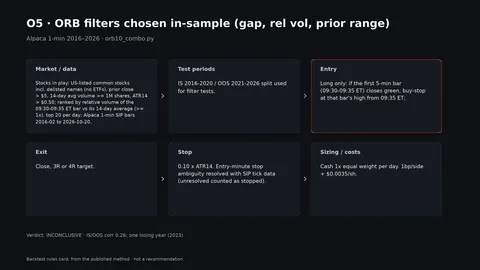 O5 · ORB filters chosen in-sample (gap, rel vol, prior range)
Alpaca 1-min 2016-2026 · orb10_combo.py
Market / data
Stocks in play: US-listed common stocks
incl. delisted names (no ETFs), prior close
> $5, 14-day avg volume >= 1M shares, ATR14
> $0.50; ranked by relative volume of the
09:30-09:35 ET bar vs its 14-day average (>=
1x), top 20 per day; Alpaca 1-min SIP bars
2016-02 to 2026-10-20.
›
Test periods
IS 2016-2020 / OOS 2021-2026 split used
for filter tests.
›
Entry
Long only: if the first 5-min bar
(09:30-09:35 ET) closes green, buy-stop
at that bar's high from 09:35 ET;
Exit
Close, 3R or 4R target.
›
Stop
0.10 x ATR14. Entry-minute stop
ambiguity resolved with SIP tick data
(unresolved counted as stopped).
›
Sizing / costs
Cash 1x equal weight per day. 1bp/side
+ $0.0035/sh.
Verdict: INCONCLUSIVE · IS/OOS corr 0.26; one losing year (2023)
Backtest rules card, from the published method · not a recommendation